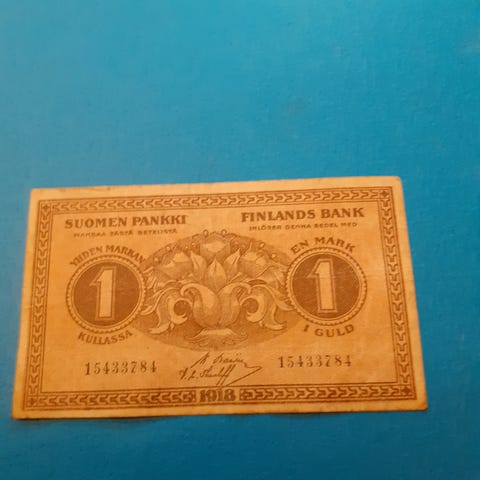 SUOMEN PANKKI
MAKSAA TÄSTÄ SETELISTÄ
YHDEN MARKAN
1
KULLASSA
15433784
FINLANDS BANK
INLÖSER DENNA SEDEL MED
EN MARK
1
I GULD
15433784
1918